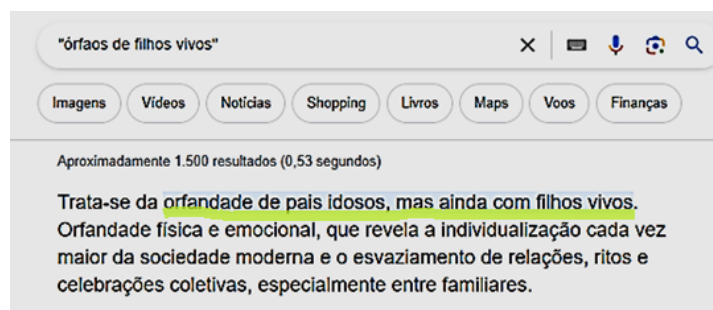 "órfaos de filhos vivos"
Imagens Vídeos Notícias Shopping Livros Maps Voos Finanças
Aproximadamente 1.500 resultados (0,53 segundos)
Trata-se da orfandade de pais idosos, mas ainda com filhos vivos.
Orfandade física e emocional, que revela a individualização cada vez
maior da sociedade moderna e o esvaziamento de relações, ritos e
celebrações coletivas, especialmente entre familiares.